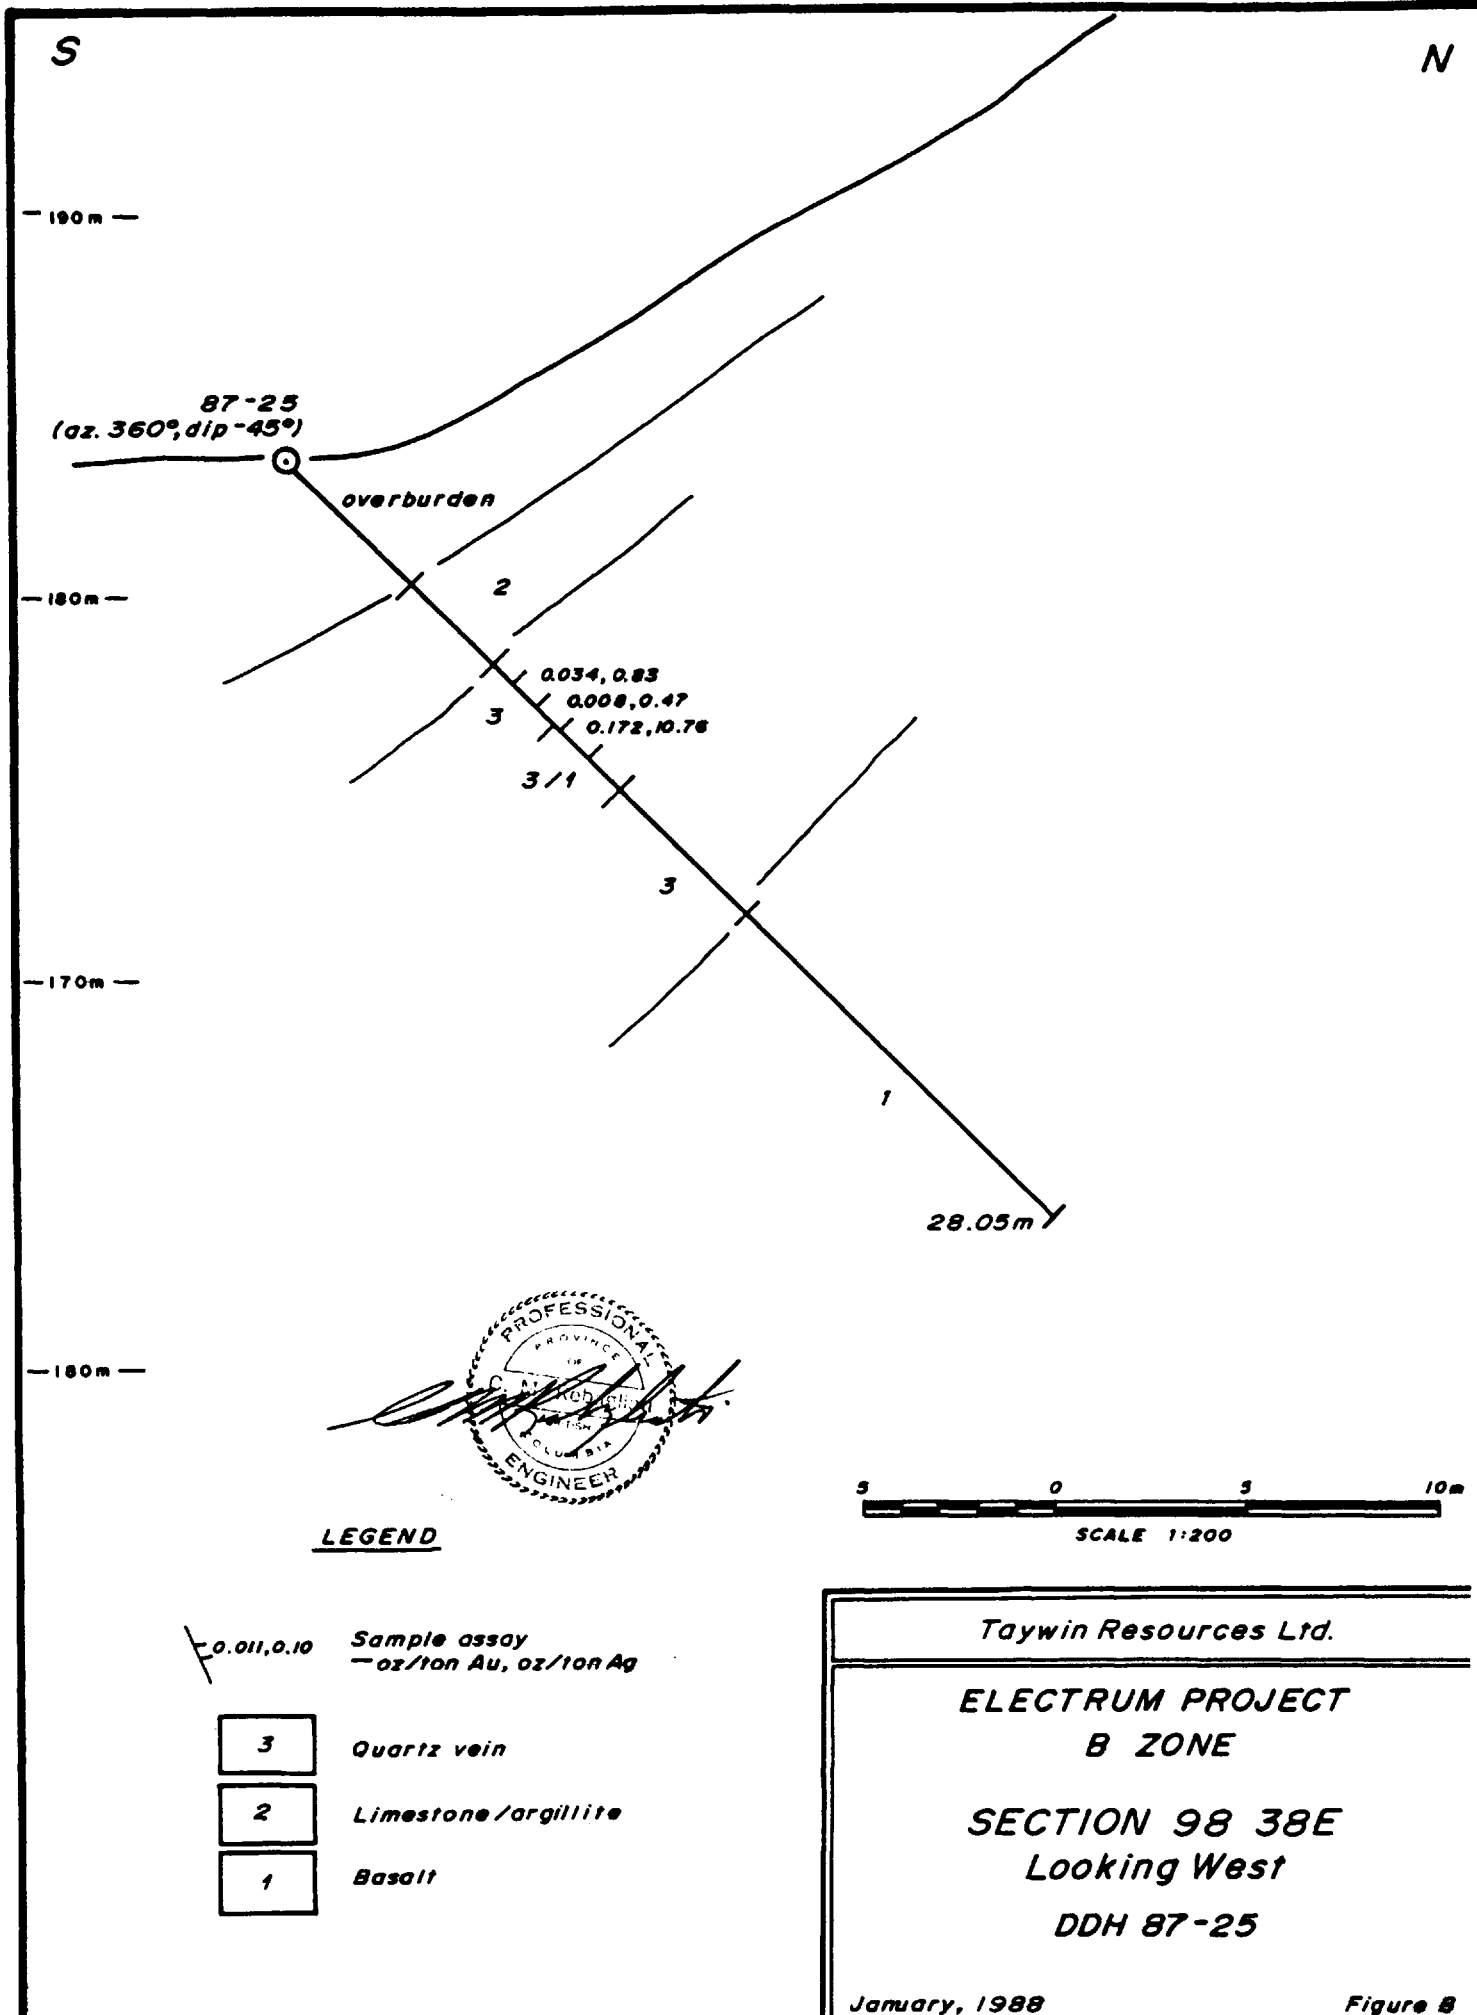 S
N
190m
87-25
(az. 360°, dip -45°)
overburden
2
180m
0.034, 0.83
0.008, 0.47
3
0.172, 10.76
3/1
3
170m
1
28.05m
PROFESSIONAL
PROVINCE
OF
C. M.
COLUMBIA
ENGINEER
180m
5 0 5 10m
SCALE 1:200
LEGEND
0.011, 0.10 Sample assay
— oz/ton Au, oz/ton Ag
3 Quartz vein
2 Limestone/argillite
1 Basalt
Taywin Resources Ltd.
ELECTRUM PROJECT
B ZONE
SECTION 98 38E
Looking West
DDH 87-25
January, 1988 Figure 8